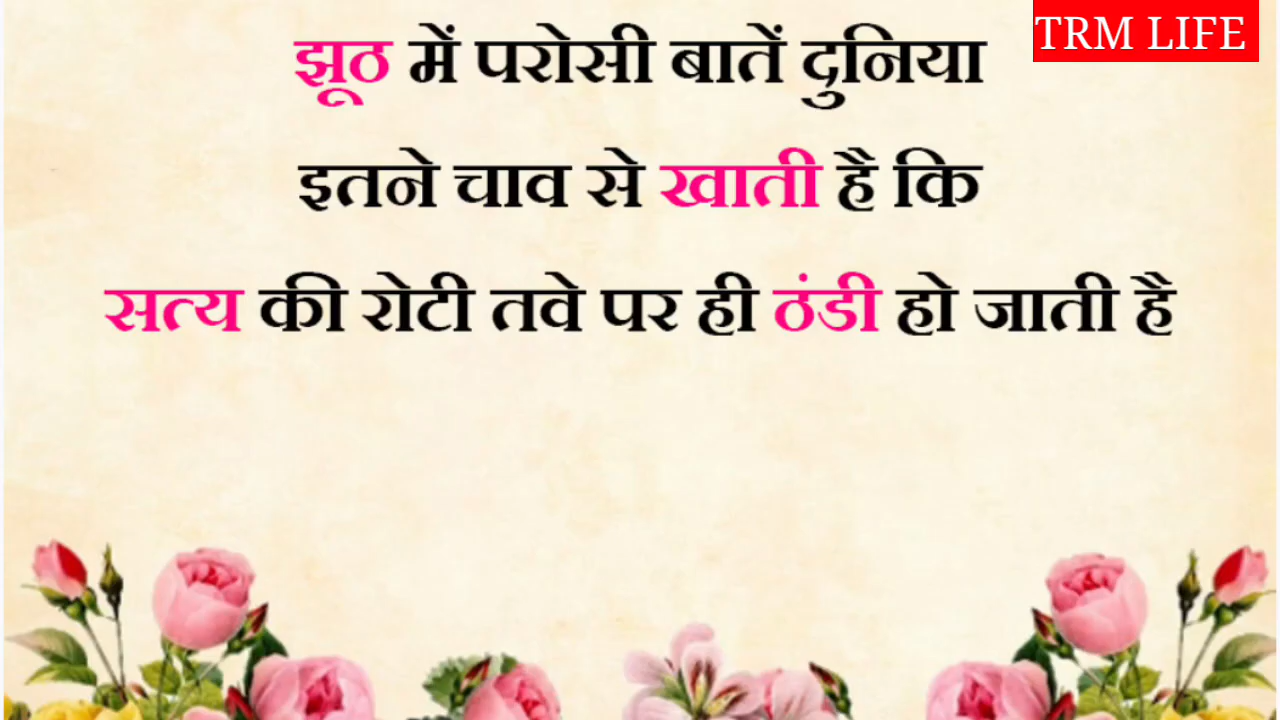 TRM LIFE
झूठ में परोसी बातें दुनिया
इतने चाव से खाती है कि
सत्य की रोटी तवे पर ही ठंडी हो जाती है